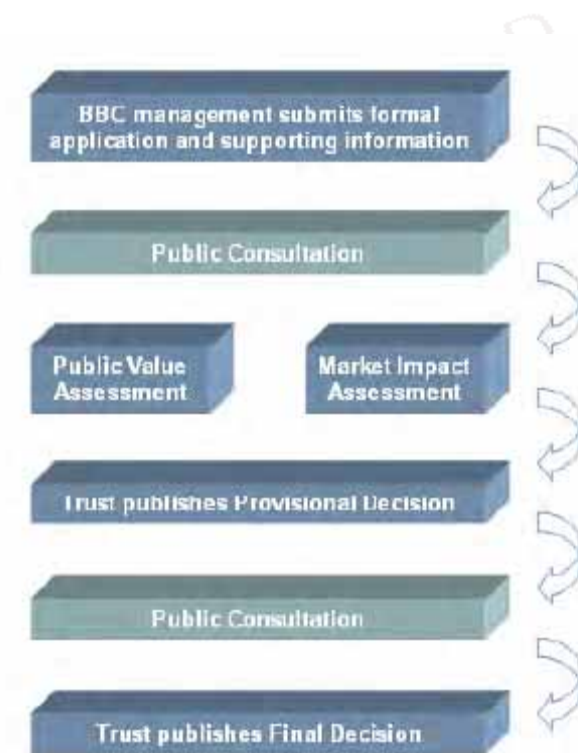 BBC management submits formal
application and supporting information
Public Consultation
Public Value
Assessment
Market Impact
Assessment
Trust publishes Provisional Decision
Public Consultation
Trust publishes Final Decision